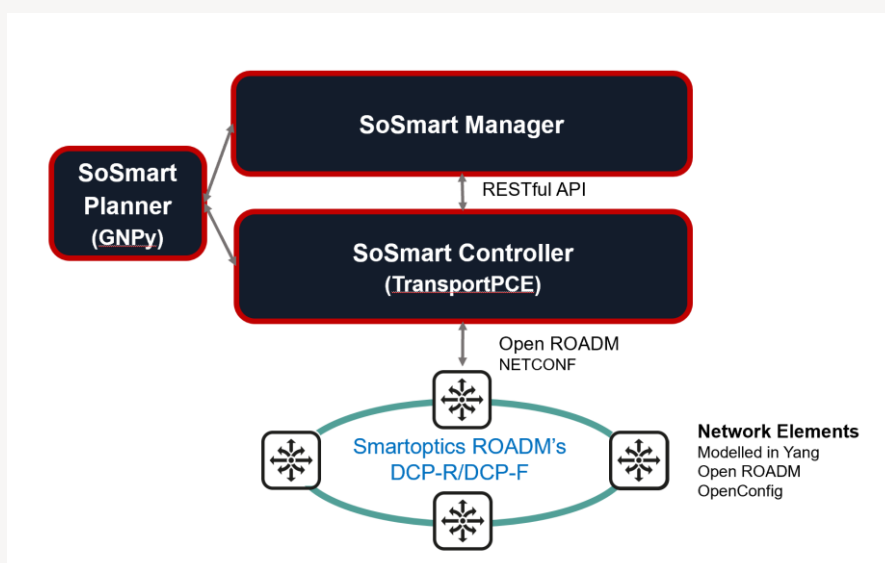 SoSmart Manager
SoSmart
Planner
(GNPy)
RESTful API
SoSmart Controller
(TransportPCE)
Open ROADM
NETCONF
Smartoptics ROADM's
DCP-R/DCP-F
Network Elements
Modelled in Yang
Open ROADM
OpenConfig